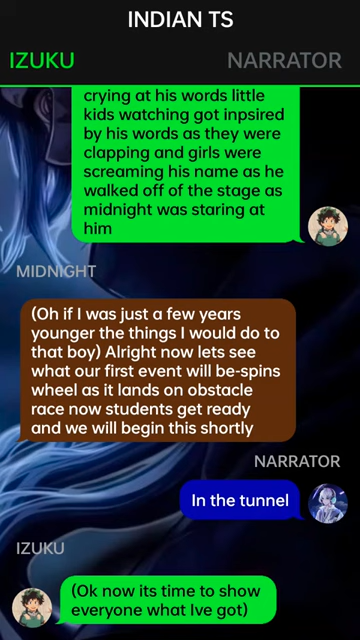 INDIAN TS
IZUKU
NARRATOR
crying at his words little
kids watching got inpsired
by his words as they were
clapping and girls were
screaming his name as he
walked off of the stage as
midnight was staring at
him
MIDNIGHT
(Oh if I was just a few years
younger the things I would do to
that boy) Alright now lets see
what our first event will be-spins
wheel as it lands on obstacle
race now students get ready
and we will begin this shortly
NARRATOR
In the tunnel
IZUKU
(Ok now its time to show
everyone what Ive got)